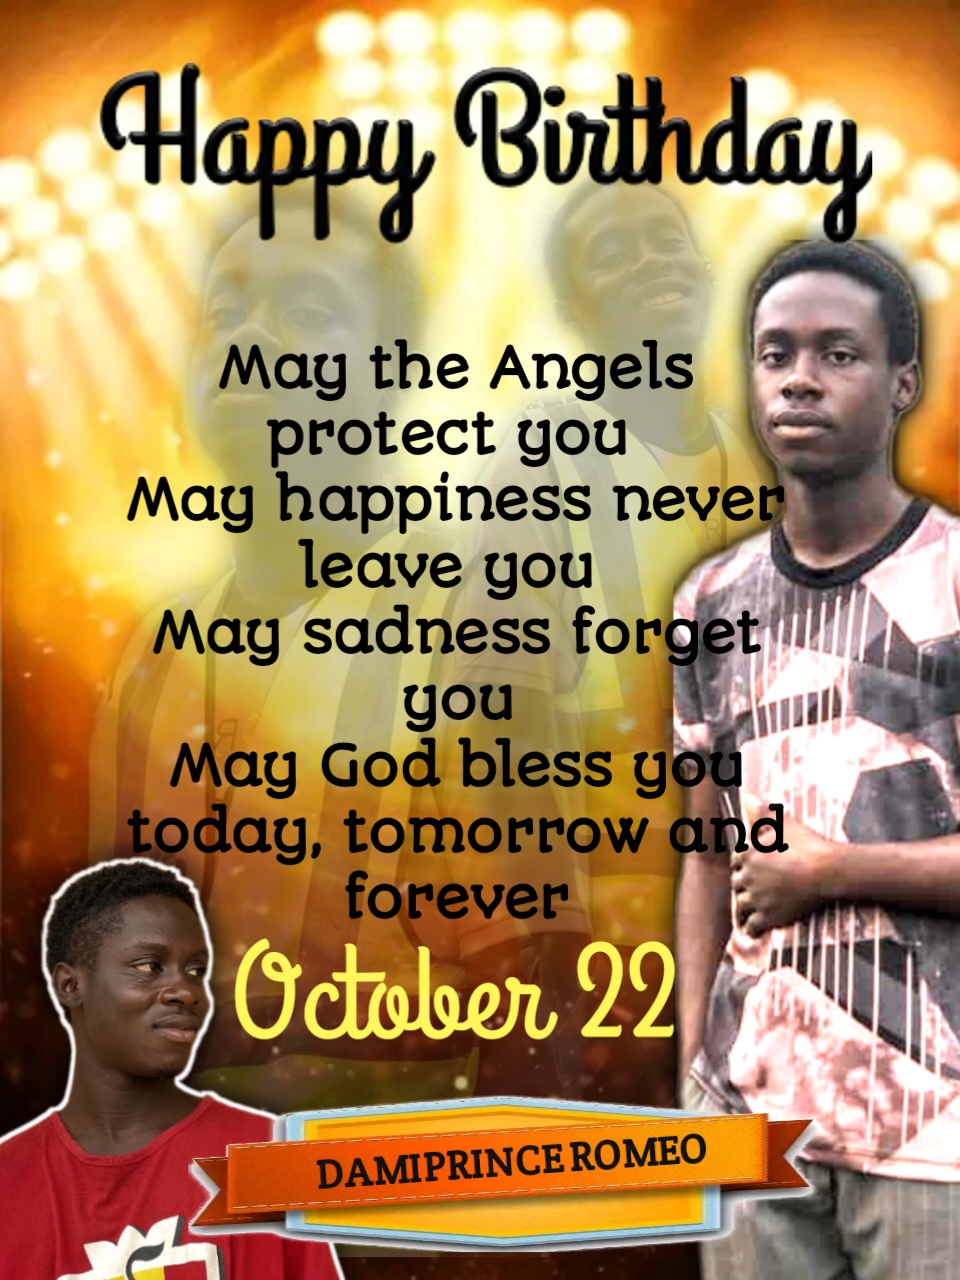 Happy Birthday
May the Angels
protect you
May happiness never
leave you
May sadness forget
you
May God bless you
today, tomorrow and
forever
October 22
DAMIPRINCE ROMEO